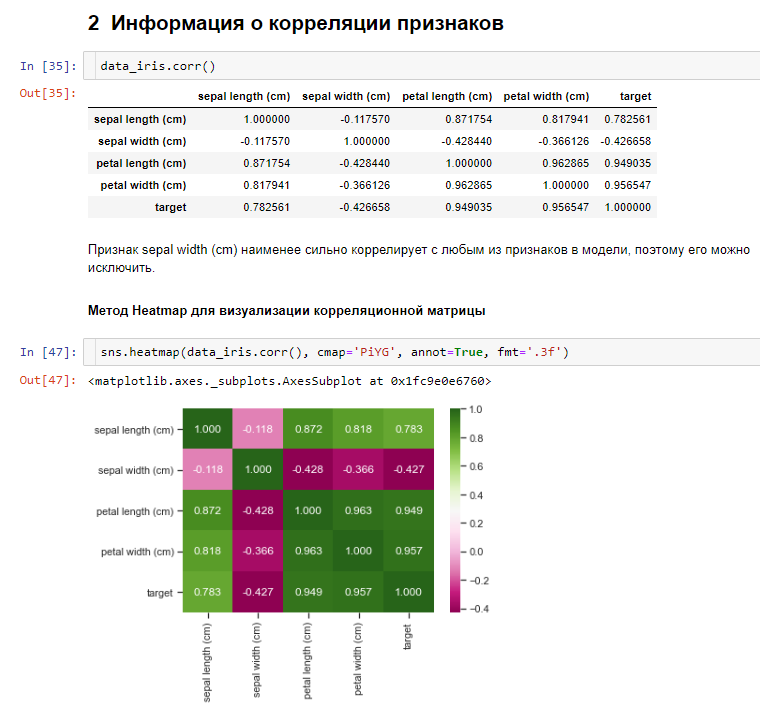 2 Информация о корреляции признаков
In [35]: data_iris.corr()
Out[35]:
sepal length (cm) sepal width (cm) petal length (cm) petal width (cm) target
sepal length (cm) 1.000000 -0.117570 0.871754 0.817941 0.782561
sepal width (cm) -0.117570 1.000000 -0.428440 -0.366126 -0.426658
petal length (cm) 0.871754 -0.428440 1.000000 0.962865 0.949035
petal width (cm) 0.817941 -0.366126 0.962865 1.000000 0.956547
target 0.782561 -0.426658 0.949035 0.956547 1.000000
Признак sepal width (cm) наименее сильно коррелирует с любым из признаков в модели, поэтому его можно
исключить.
Метод Heatmap для визуализации корреляционной матрицы
In [47]: sns.heatmap(data_iris.corr(), cmap='PiYG', annot=True, fmt='.3f')
Out[47]: <matplotlib.axes._subplots.AxesSubplot at 0x1fc9e0e6760>
sepal length (cm) 1.000 -0.118 0.872 0.818 0.783
sepal width (cm) -0.118 1.000 -0.428 -0.366 -0.427
petal length (cm) 0.872 -0.428 1.000 0.963 0.949
petal width (cm) 0.818 -0.366 0.963 1.000 0.957
target 0.783 -0.427 0.949 0.957 1.000
sepal length (cm)
sepal width (cm)
petal length (cm)
petal width (cm)
target
1.0
0.8
0.6
0.4
0.2
0.0
-0.2
-0.4